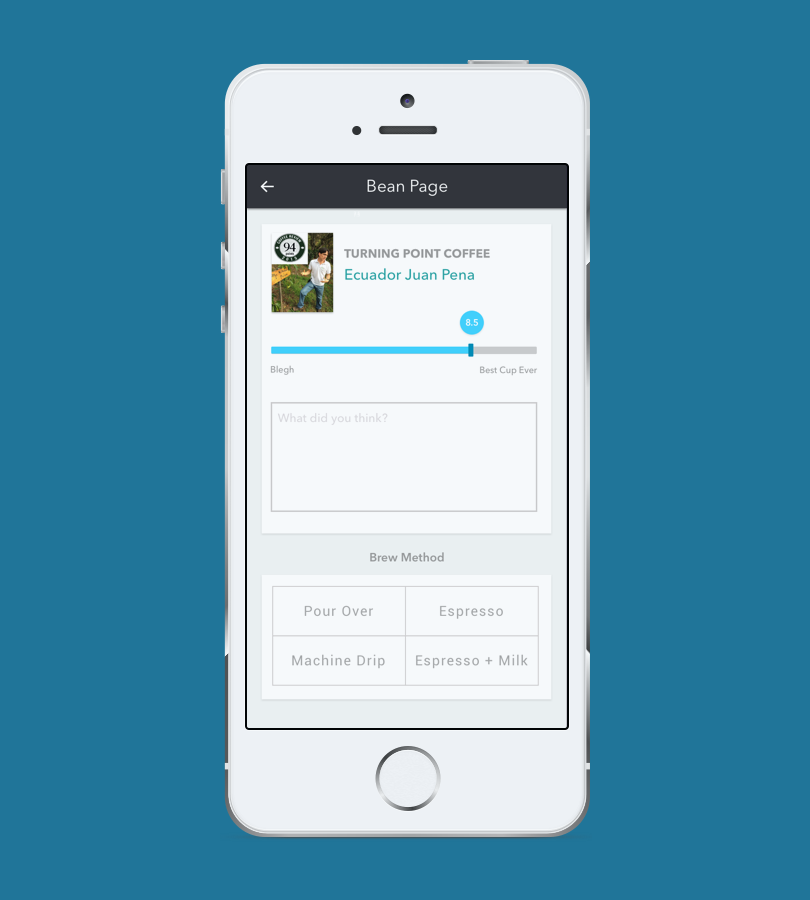 Bean Page
94
TURNING POINT COFFEE
Ecuador Juan Pena
8.5
Blegh
Best Cup Ever
What did you think?
Brew Method
Pour Over
Espresso
Machine Drip
Espresso + Milk